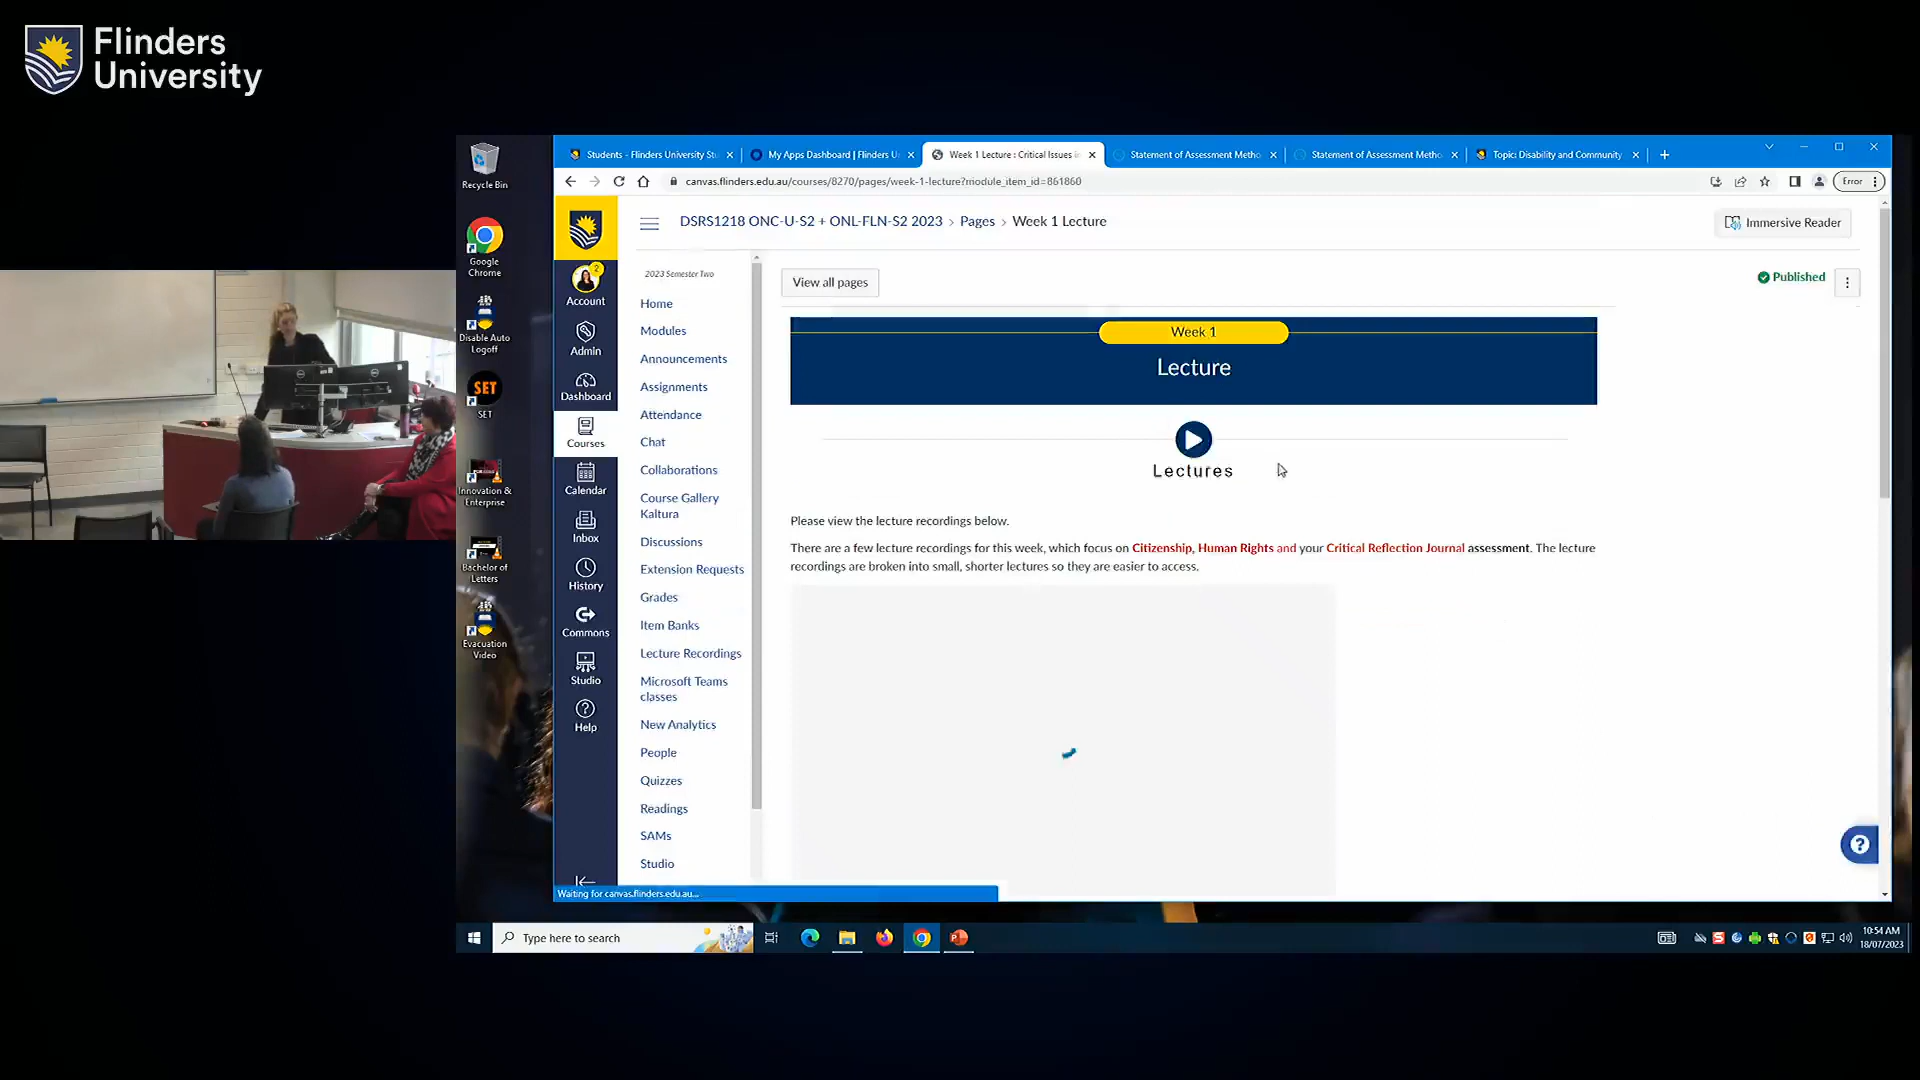 Flinders
University
Recycle Bin
Google
Chrome
Disable Auto
Logoff
SET
SET
Innovation &
Enterprise
Bachelor of
Letters
Evacuation
Video
Students - Flinders University Stu
My Apps Dashboard | Flinders U
Week 1 Lecture : Critical Issues in
Statement of Assessment Metho
Statement of Assessment Metho
Topic: Disability and Community
canvas.flinders.edu.au/courses/8270/pages/week-1-lecture?module_item_id=861860
Error
DSRS1218 ONC-U-S2 + ONL-FLN-S2 2023 > Pages > Week 1 Lecture
Immersive Reader
2
Account
Admin
Dashboard
Courses
Calendar
Inbox
History
Commons
Studio
Help
2023 Semester Two
Home
Modules
Announcements
Assignments
Attendance
Chat
Collaborations
Course Gallery
Kaltura
Discussions
Extension Requests
Grades
Item Banks
Lecture Recordings
Microsoft Teams
classes
New Analytics
People
Quizzes
Readings
SAMs
Studio
View all pages
Published
Week 1
Lecture
Lectures
Please view the lecture recordings below.
There are a few lecture recordings for this week, which focus on Citizenship, Human Rights and your Critical Reflection Journal assessment. The lecture
recordings are broken into small, shorter lectures so they are easier to access.
Waiting for canvas.flinders.edu.au...
Type here to search
10:54 AM
18/07/2023